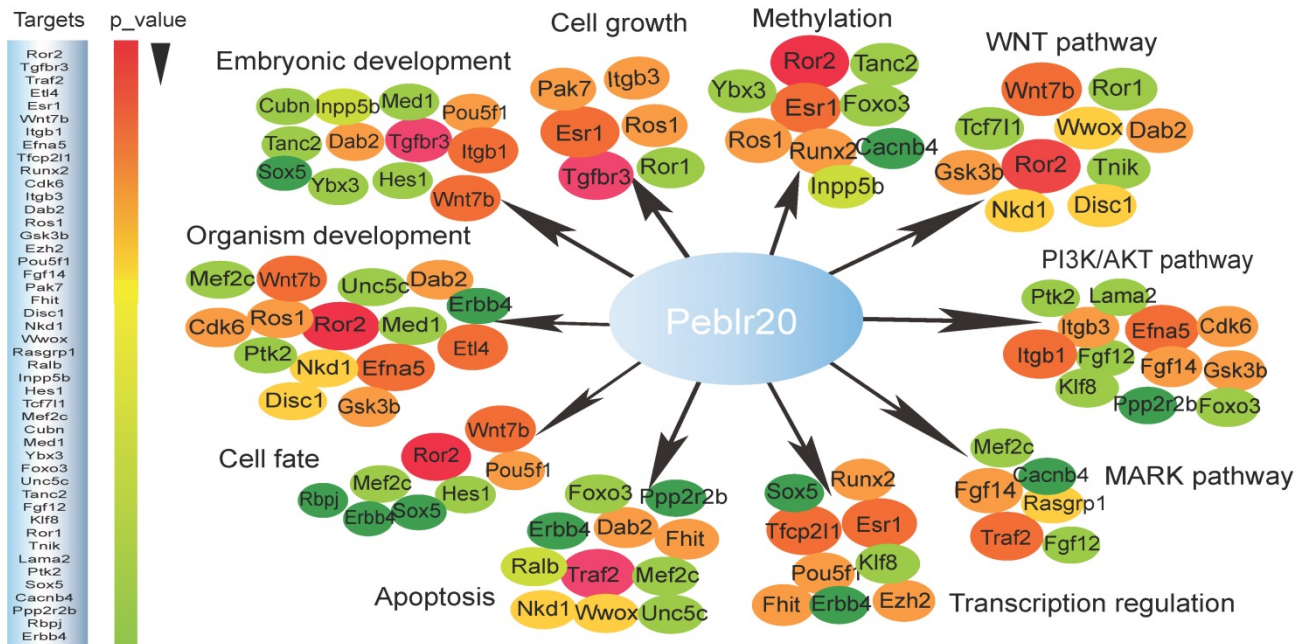 Targets
p_value
Ror2
Tgfbr3
Traf2
Etl4
Esr1
Wnt7b
Itgb1
Efna5
Tfcp2l1
Runx2
Cdk6
Itgb3
Dab2
Ros1
Gsk3b
Ezh2
Pou5f1
Fgf14
Pak7
Fhit
Disc1
Nkd1
Wwox
Rasgrp1
Ralb
Inpp5b
Hes1
Tcf7l1
Mef2c
Cubn
Med1
Ybx3
Foxo3
Unc5c
Tanc2
Fgf12
Klf8
Ror1
Tnik
Lama2
Ptk2
Sox5
Cacnb4
Ppp2r2b
Rbpj
Erbb4
Embryonic development
Cubn
Inpp5b
Med1
Pou5f1
Tanc2
Dab2
Tgfbr3
Itgb1
Sox5
Ybx3
Hes1
Wnt7b
Cell growth
Pak7
Itgb3
Esr1
Ros1
Tgfbr3
Ror1
Methylation
Ror2
Tanc2
Ybx3
Esr1
Foxo3
Ros1
Runx2
Cacnb4
Inpp5b
WNT pathway
Wnt7b
Ror1
Tcf7l1
Wwox
Dab2
Gsk3b
Ror2
Tnik
Nkd1
Disc1
Organism development
Mef2c
Wnt7b
Unc5c
Dab2
Erbb4
Cdk6
Ros1
Ror2
Med1
Etl4
Ptk2
Nkd1
Efna5
Disc1
Gsk3b
Peblr20
PI3K/AKT pathway
Ptk2
Lama2
Itgb3
Efna5
Cdk6
Itgb1
Fgf12
Fgf14
Gsk3b
Klf8
Ppp2r2b
Foxo3
Cell fate
Wnt7b
Ror2
Pou5f1
Mef2c
Hes1
Rbpj
Erbb4
Sox5
Apoptosis
Foxo3
Ppp2r2b
Erbb4
Dab2
Fhit
Ralb
Traf2
Mef2c
Nkd1
Wwox
Unc5c
Sox5
Runx2
Tfcp2l1
Esr1
Pou5f1
Klf8
Fhit
Erbb4
Ezh2
Transcription regulation
MARK pathway
Mef2c
Cacnb4
Fgf14
Rasgrp1
Traf2
Fgf12